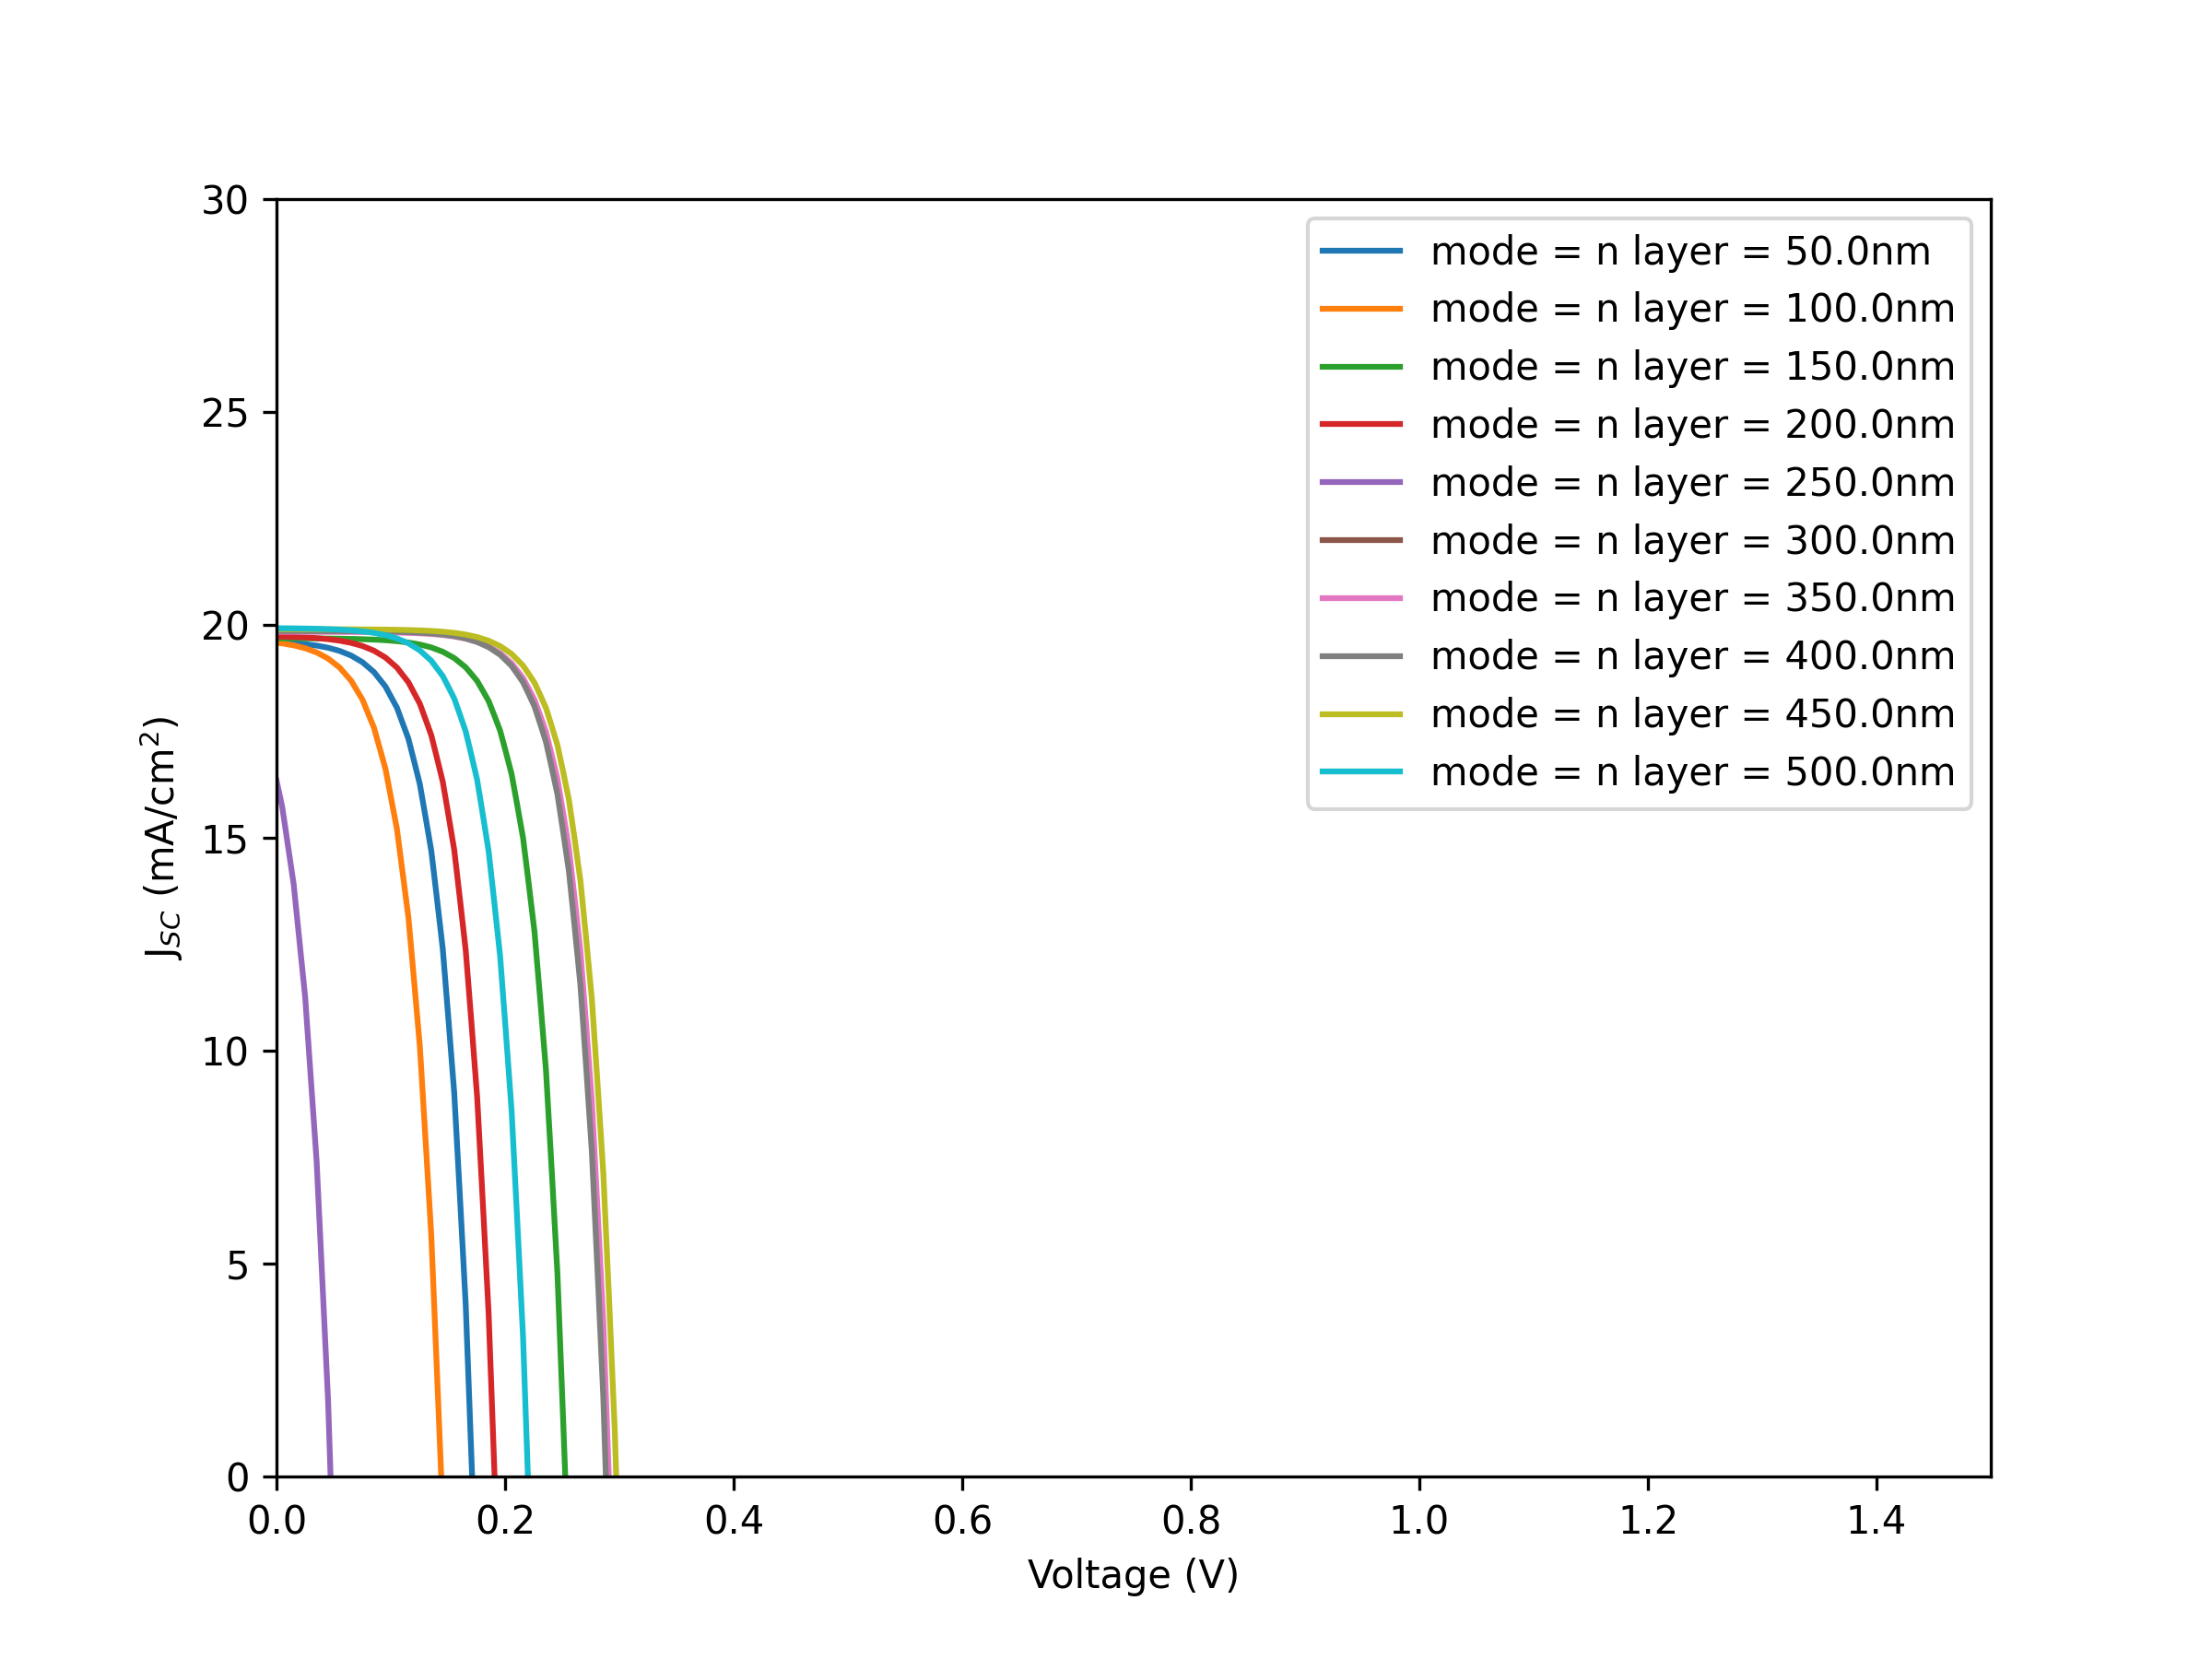 30
25
20
15
10
5
0
J_SC (mA/cm²)
0.0 0.2 0.4 0.6 0.8 1.0 1.2 1.4
Voltage (V)
mode = n layer = 50.0nm
mode = n layer = 100.0nm
mode = n layer = 150.0nm
mode = n layer = 200.0nm
mode = n layer = 250.0nm
mode = n layer = 300.0nm
mode = n layer = 350.0nm
mode = n layer = 400.0nm
mode = n layer = 450.0nm
mode = n layer = 500.0nm